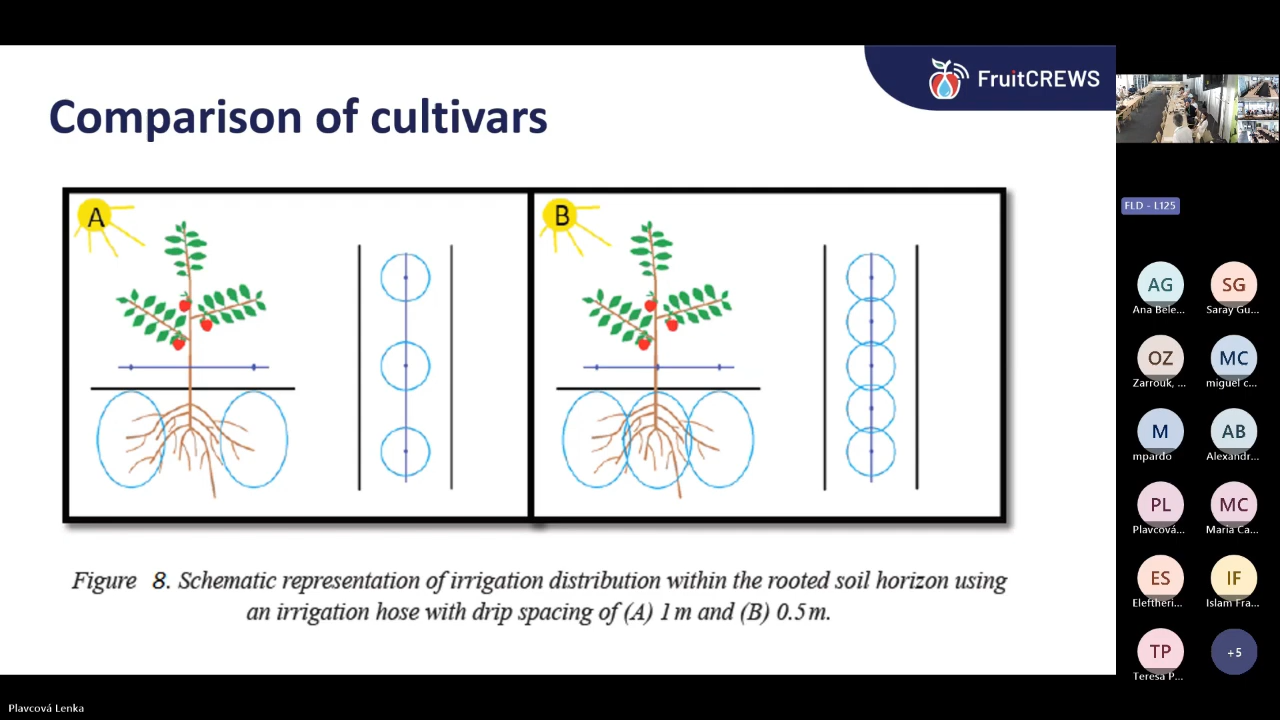 FruitCREWS
Comparison of cultivars
A
B
Figure 8. Schematic representation of irrigation distribution within the rooted soil horizon using
an irrigation hose with drip spacing of (A) 1 m and (B) 0.5 m.
FLD - L125
AG
SG
Ana Bele...
Saray Gu...
OZ
MC
Zarrouk, ...
miguel c...
M
AB
mpardo
Alexandr...
PL
MC
Plavcová...
Maria Ca...
ES
IF
Eleftheri...
Islam Fra...
TP
+5
Teresa P...
Plavcová Lenka